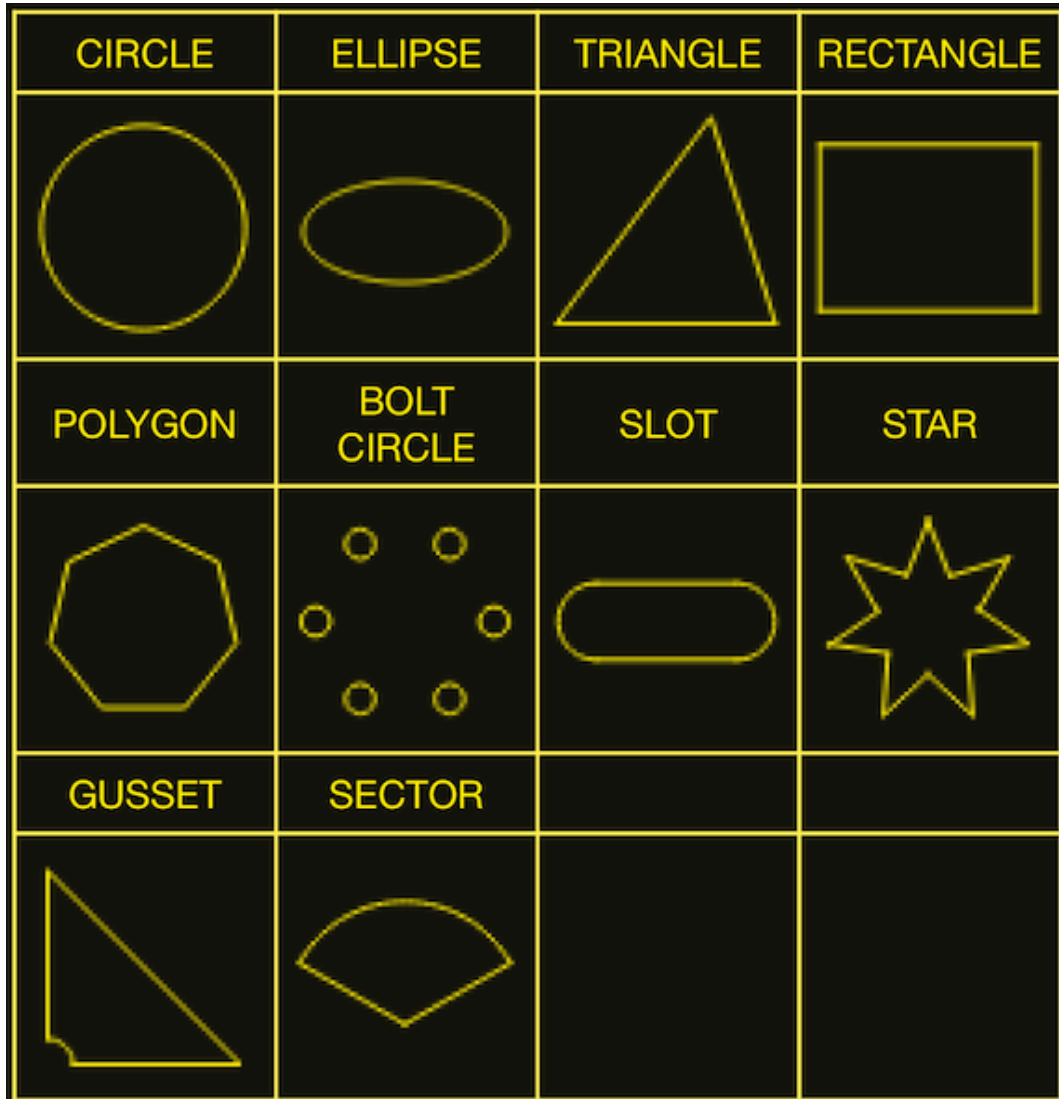 CIRCLE
ELLIPSE
TRIANGLE
RECTANGLE
POLYGON
BOLT
CIRCLE
SLOT
STAR
GUSSET
SECTOR